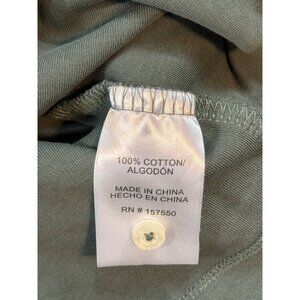 100% COTTON/
ALGODÓN
MADE IN CHINA
HECHO EN CHINA
RN # 157550